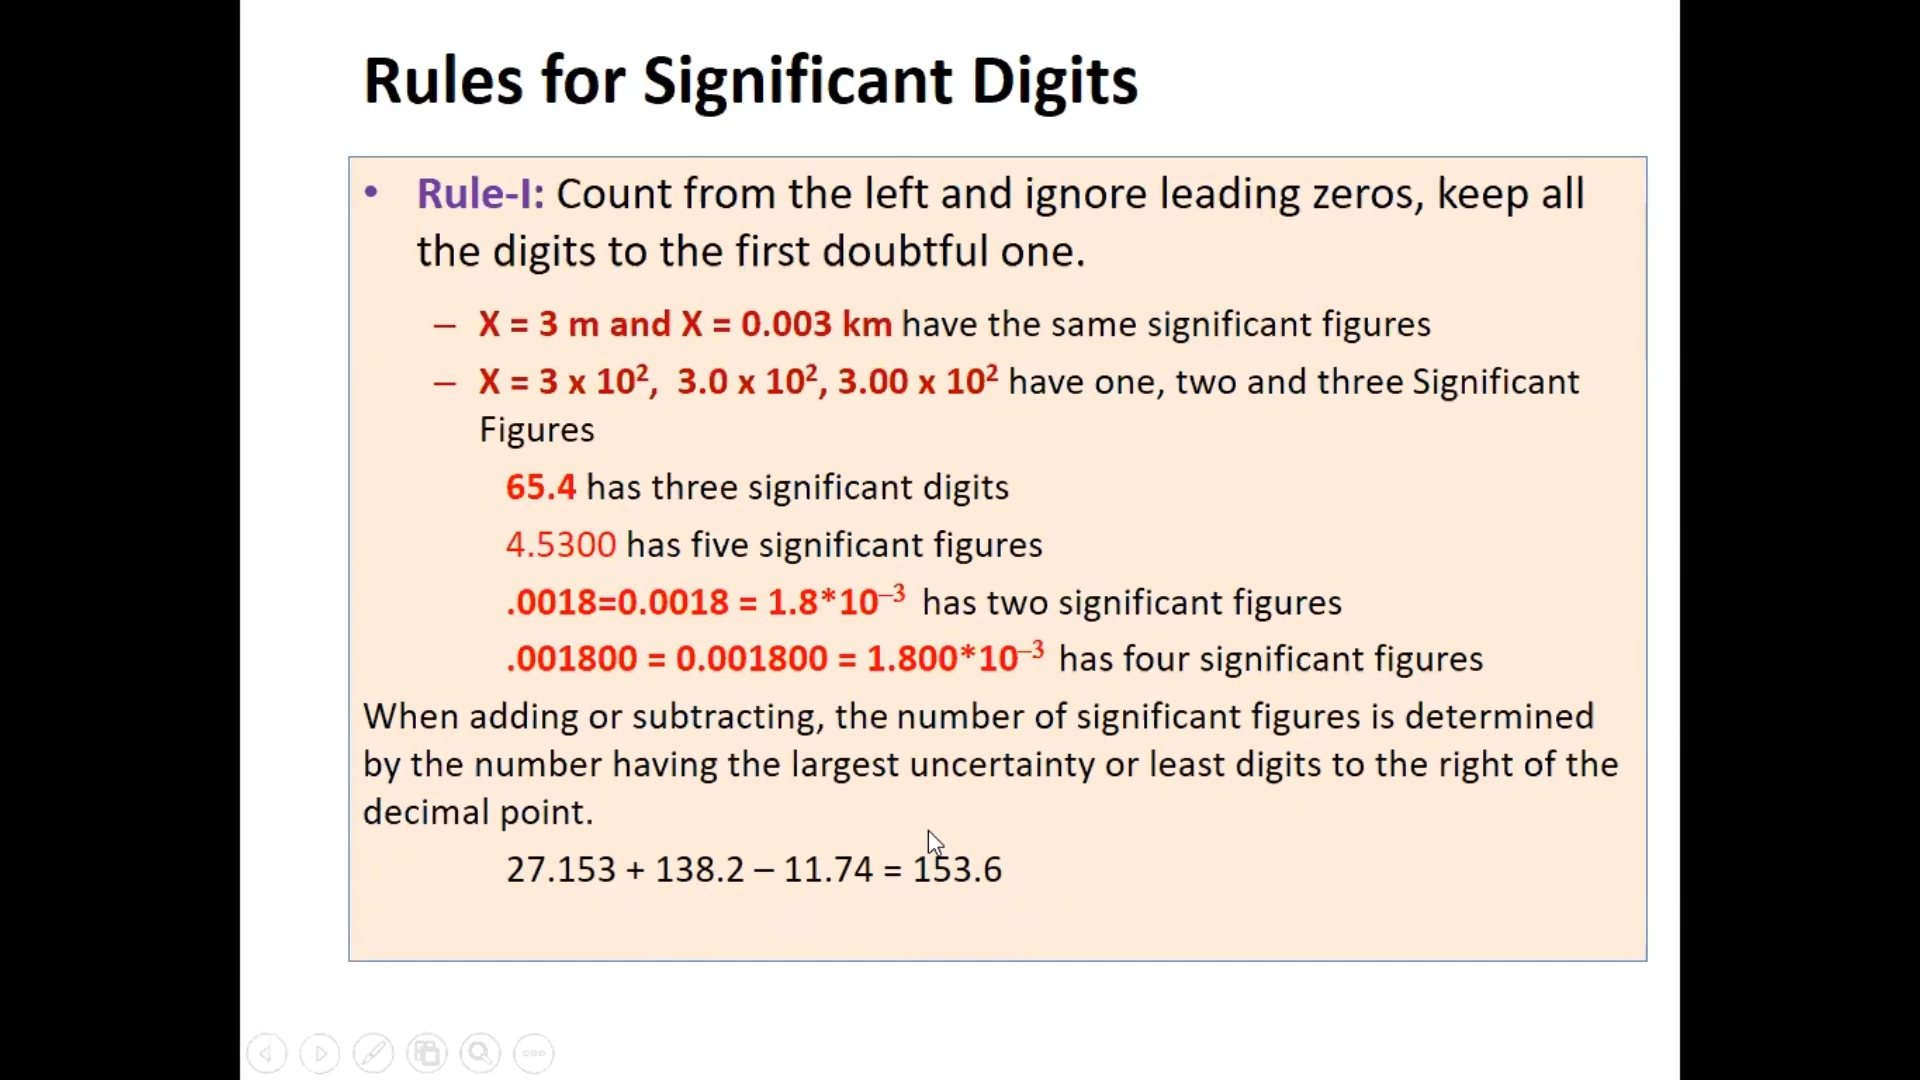 Rules for Significant Digits
• Rule-I: Count from the left and ignore leading zeros, keep all
the digits to the first doubtful one.
– X = 3 m and X = 0.003 km have the same significant figures
– X = 3 x 10², 3.0 x 10², 3.00 x 10² have one, two and three Significant
Figures
65.4 has three significant digits
4.5300 has five significant figures
.0018=0.0018 = 1.8*10⁻³ has two significant figures
.001800 = 0.001800 = 1.800*10⁻³ has four significant figures
When adding or subtracting, the number of significant figures is determined
by the number having the largest uncertainty or least digits to the right of the
decimal point.
27.153 + 138.2 – 11.74 = 153.6